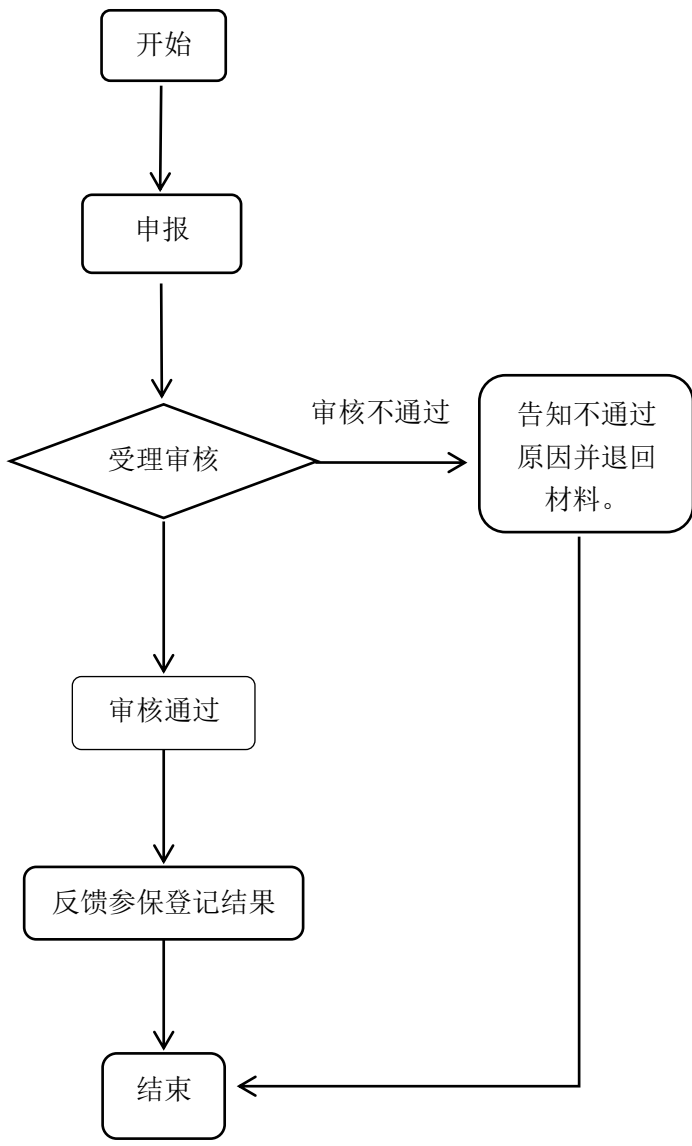 开始
申报
受理审核
审核不通过
告知不通过
原因并退回
材料。
审核通过
反馈参保登记结果
结束